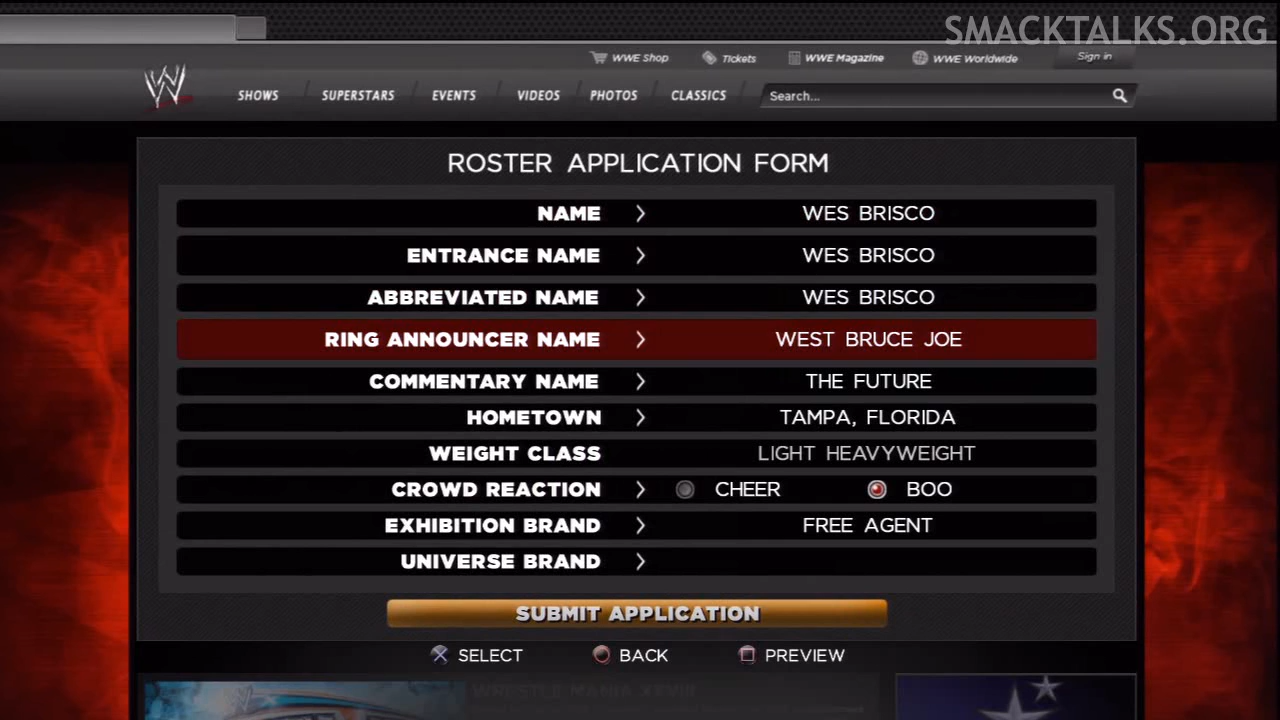 SMACKTALKS.ORG
WWE Shop Tickets WWE Magazine WWE Worldwide Sign in
W SHOWS SUPERSTARS EVENTS VIDEOS PHOTOS CLASSICS Search...
ROSTER APPLICATION FORM
NAME > WES BRISCO
ENTRANCE NAME > WES BRISCO
ABBREVIATED NAME > WES BRISCO
RING ANNOUNCER NAME > WEST BRUCE JOE
COMMENTARY NAME > THE FUTURE
HOMETOWN > TAMPA, FLORIDA
WEIGHT CLASS LIGHT HEAVYWEIGHT
CROWD REACTION > CHEER BOO
EXHIBITION BRAND > FREE AGENT
UNIVERSE BRAND >
SUBMIT APPLICATION
SELECT BACK PREVIEW
WRESTLE MANIA XXVIII